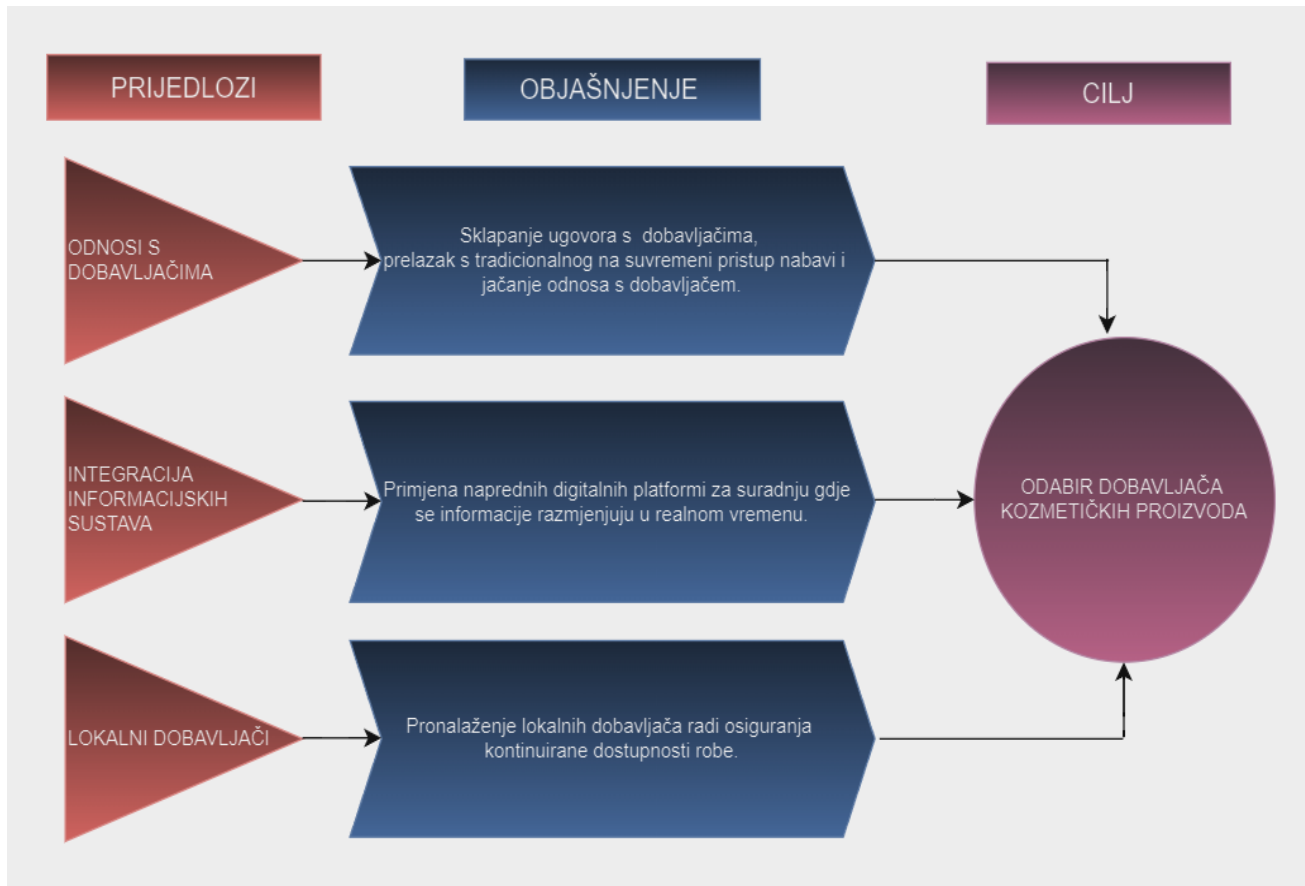 PRIJEDLOZI
OBJAŠNJENJE
CILJ
ODNOSI S
DOBAVLJAČIMA
Sklapanje ugovora s dobavljačima,
prelazak s tradicionalnog na suvremeni pristup nabavi i
jačanje odnosa s dobavljačem.
INTEGRACIJA
INFORMACIJSKIH
SUSTAVA
Primjena naprednih digitalnih platformi za suradnju gdje
se informacije razmjenjuju u realnom vremenu.
ODABIR DOBAVLJAČA
KOZMETIČKIH PROIZVODA
LOKALNI DOBAVLJAČI
Pronalaženje lokalnih dobavljača radi osiguranja
kontinuirane dostupnosti robe.